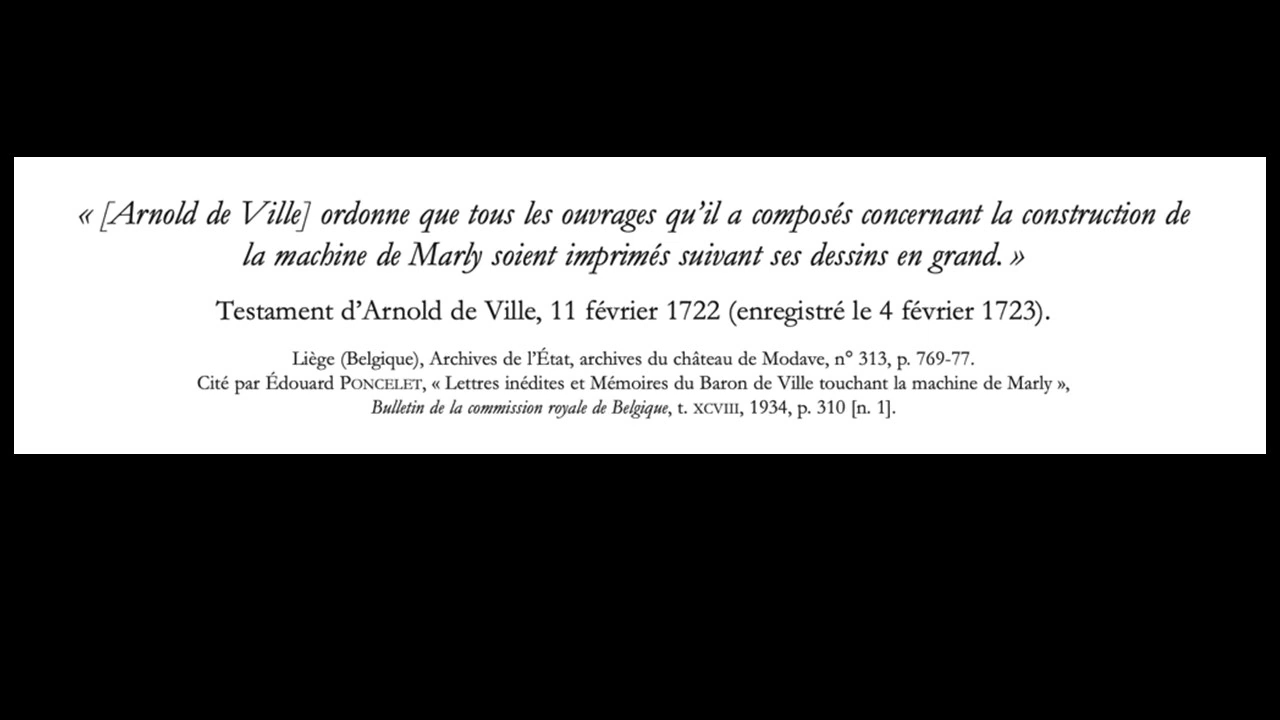 « [Arnold de Ville] ordonne que tous les ouvrages qu’il a composés concernant la construction de
la machine de Marly soient imprimés suivant ses dessins en grand. »
Testament d’Arnold de Ville, 11 février 1722 (enregistré le 4 février 1723).
Liège (Belgique), Archives de l’État, archives du château de Modave, n° 313, p. 769-77.
Cité par Édouard PONCELET, « Lettres inédites et Mémoires du Baron de Ville touchant la machine de Marly »,
Bulletin de la commission royale de Belgique, t. XCVIII, 1934, p. 310 [n. 1].